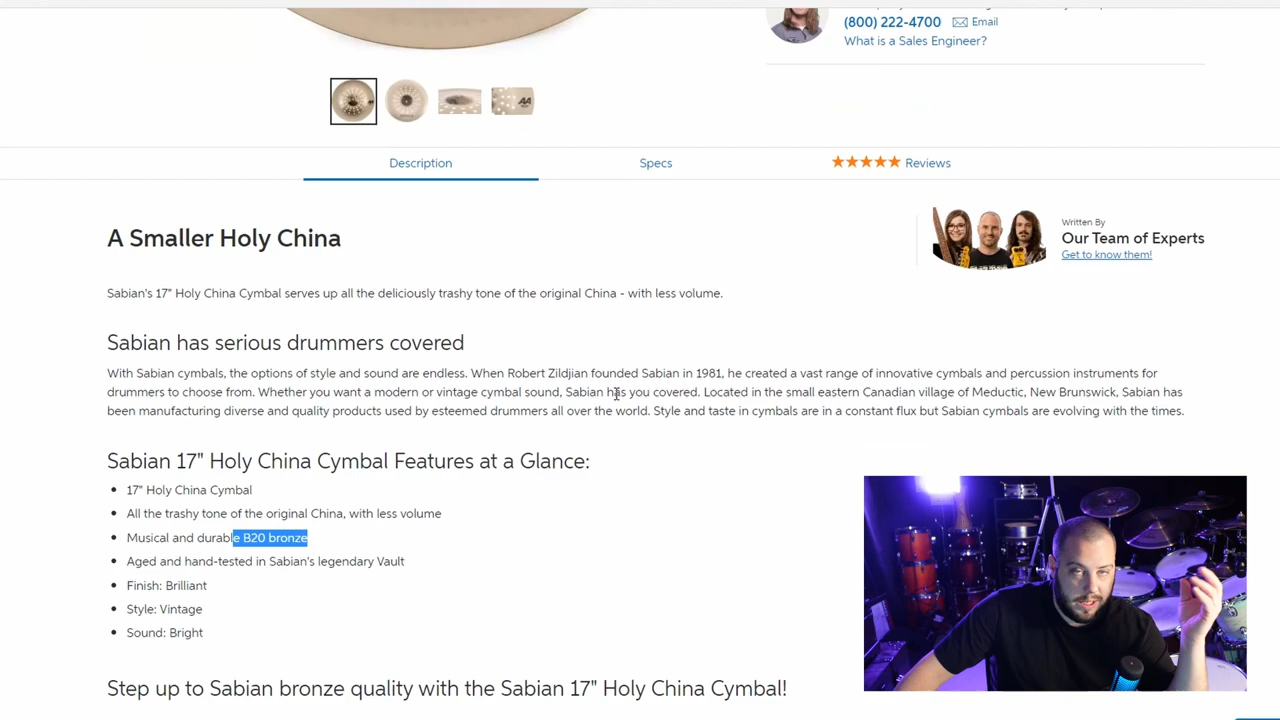 (800) 222-4700 Email
What is a Sales Engineer?
AA
Description Specs Reviews
A Smaller Holy China
Written By
Our Team of Experts
Get to know them!
Sabian's 17" Holy China Cymbal serves up all the deliciously trashy tone of the original China - with less volume.
Sabian has serious drummers covered
With Sabian cymbals, the options of style and sound are endless. When Robert Zildjian founded Sabian in 1981, he created a vast range of innovative cymbals and percussion instruments for
drummers to choose from. Whether you want a modern or vintage cymbal sound, Sabian has you covered. Located in the small eastern Canadian village of Meductic, New Brunswick, Sabian has
been manufacturing diverse and quality products used by esteemed drummers all over the world. Style and taste in cymbals are in a constant flux but Sabian cymbals are evolving with the times.
Sabian 17" Holy China Cymbal Features at a Glance:
17" Holy China Cymbal
All the trashy tone of the original China, with less volume
Musical and durable B20 bronze
Aged and hand-tested in Sabian's legendary Vault
Finish: Brilliant
Style: Vintage
Sound: Bright
Step up to Sabian bronze quality with the Sabian 17" Holy China Cymbal!